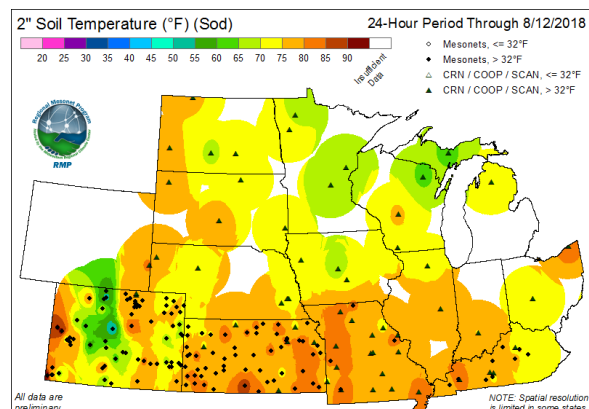 2" Soil Temperature (°F) (Sod)
24-Hour Period Through 8/12/2018
20 25 30 35 40 45 50 55 60 65 70 75 80 85 90
Insufficient
Data
Mesonets, <= 32°F
Mesonets, > 32°F
CRN / COOP / SCAN, <= 32°F
CRN / COOP / SCAN, > 32°F
Regional Mesonet Program
RMP
All data are
preliminary
NOTE: Spatial resolution
is limited in some states.